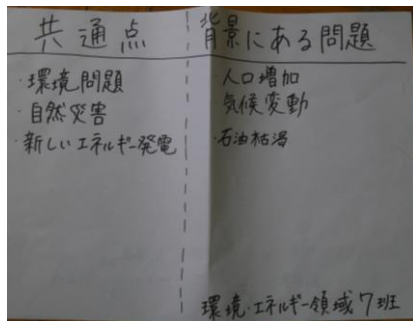 共通点
・環境問題
・自然災害
・新しいエネルギー発電
背景にある問題
・人口増加
気候変動
・石油枯渇
環境・エネルギー領域7班